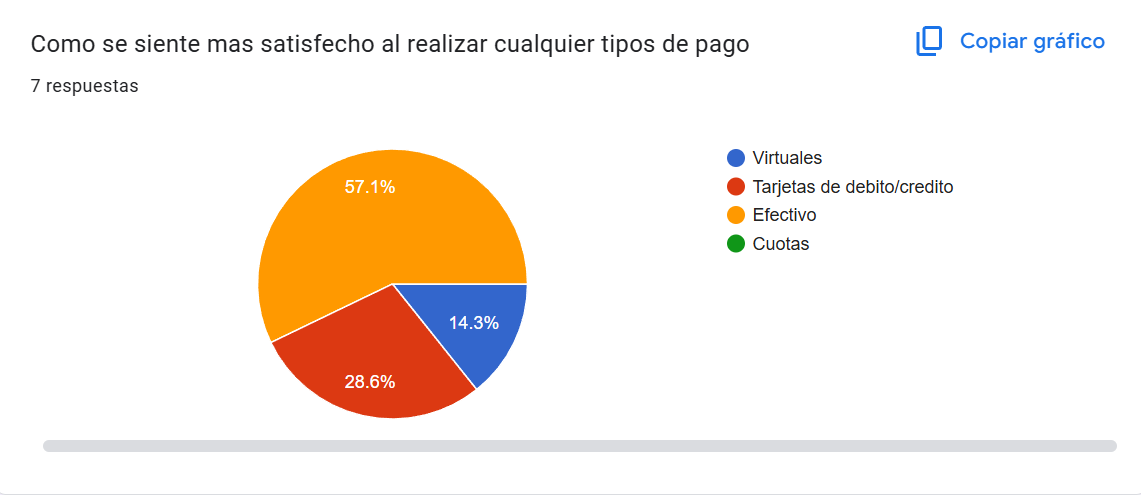 Como se siente mas satisfecho al realizar cualquier tipos de pago
Copiar gráfico
7 respuestas
57.1%
14.3%
28.6%
Virtuales
Tarjetas de debito/credito
Efectivo
Cuotas